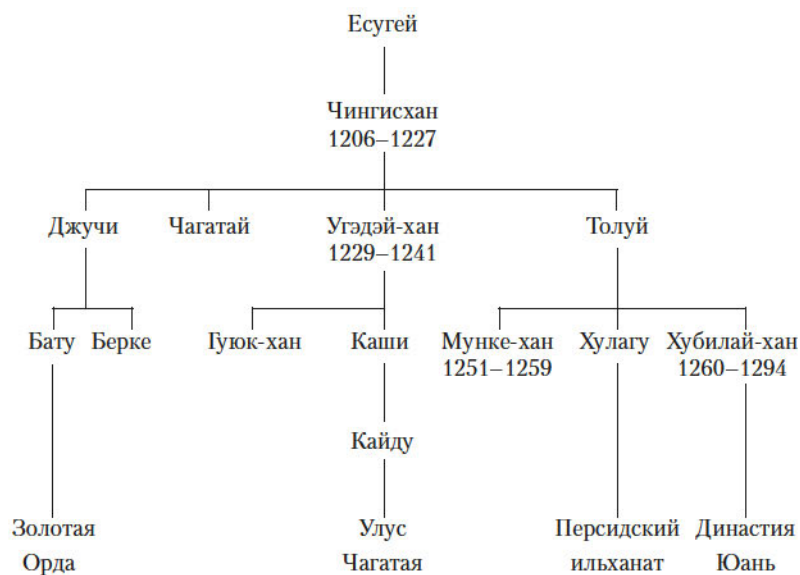 Есугей
Чингисхан
1206–1227
Джучи Чагатай Угэдэй-хан Толуй
1229–1241
Бату Берке Гуюк-хан Каши Мунке-хан Хулагу Хубилай-хан
1251–1259 1260–1294
Кайду
Золотая Улус Персидский Династия
Орда Чагатая ильханат Юань